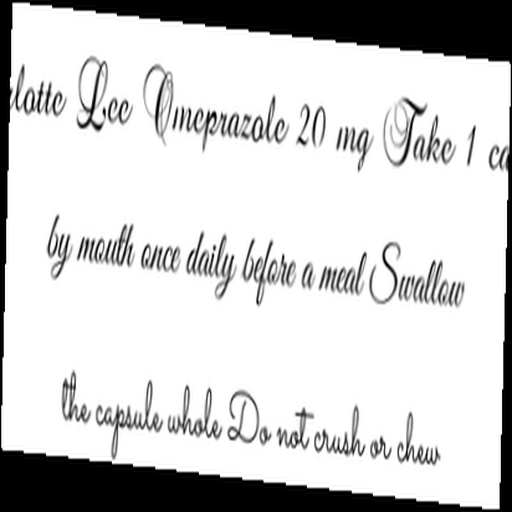 Lee Omeprazole 20 mg Take 1
by mouth once daily before a meal Swallow
the capsule whole Do not crush or chew